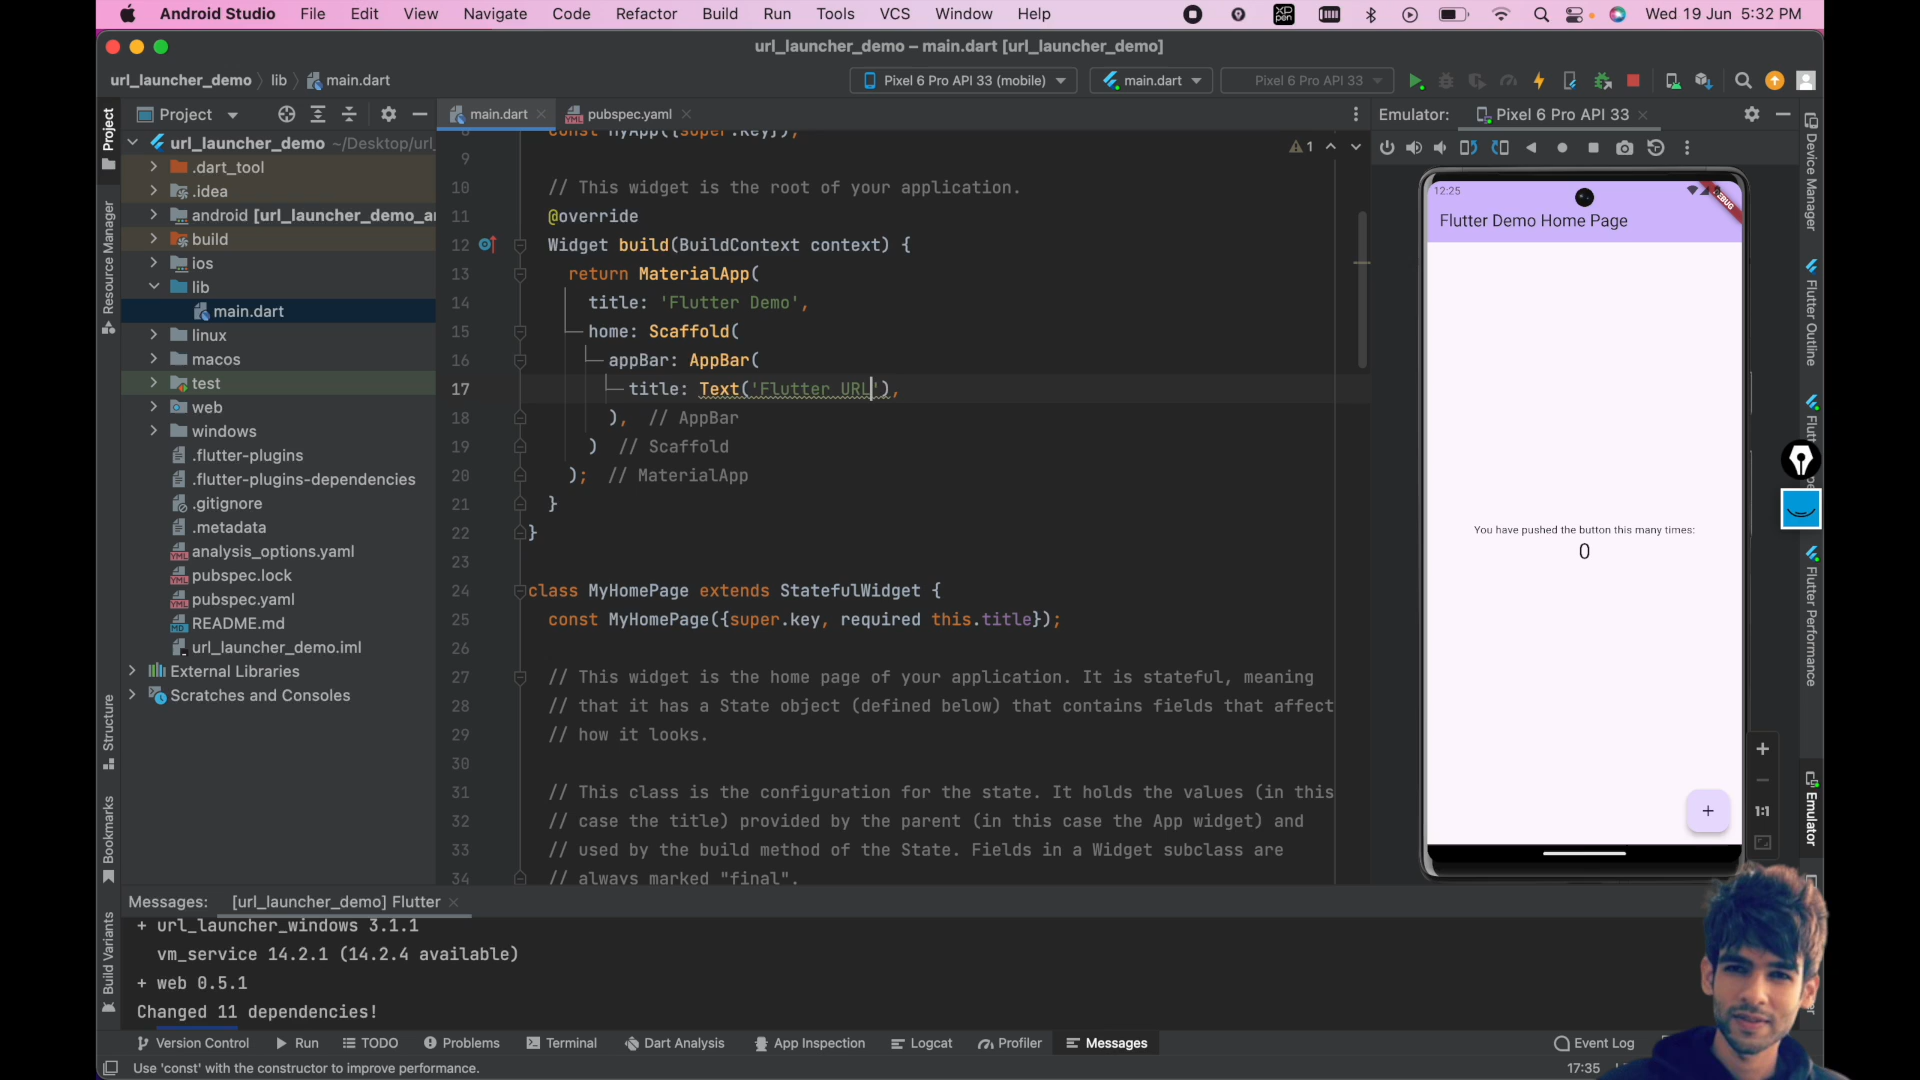 Android Studio File Edit View Navigate Code Refactor Build Run Tools VCS Window Help Wed 19 Jun 5:32 PM
url_launcher_demo – main.dart [url_launcher_demo]
url_launcher_demo lib main.dart Pixel 6 Pro API 33 (mobile) main.dart Pixel 6 Pro API 33
Project main.dart pubspec.yaml Emulator: Pixel 6 Pro API 33
url_launcher_demo ~/Desktop/url_
.dart_tool
.idea
android [url_launcher_demo_an
build
ios
lib
main.dart
linux
macos
test
web
windows
.flutter-plugins
.flutter-plugins-dependencies
.gitignore
.metadata
analysis_options.yaml
pubspec.lock
pubspec.yaml
README.md
url_launcher_demo.iml
External Libraries
Scratches and Consoles
Project
Resource Manager
Structure
Bookmarks
Build Variants
8 const MyApp({super.key});
9
10 // This widget is the root of your application.
11 @override
12 Widget build(BuildContext context) {
13 return MaterialApp(
14 title: 'Flutter Demo',
15 home: Scaffold(
16 appBar: AppBar(
17 title: Text('Flutter URL'),
18 ), // AppBar
19 ) // Scaffold
20 ); // MaterialApp
21 }
22 }
23
24 class MyHomePage extends StatefulWidget {
25 const MyHomePage({super.key, required this.title});
26
27 // This widget is the home page of your application. It is stateful, meaning
28 // that it has a State object (defined below) that contains fields that affect
29 // how it looks.
30
31 // This class is the configuration for the state. It holds the values (in this
32 // case the title) provided by the parent (in this case the App widget) and
33 // used by the build method of the State. Fields in a Widget subclass are
34 // always marked "final".
1
12:25
DEBUG
Flutter Demo Home Page
You have pushed the button this many times:
0
+
1:1
Device Manager
Flutter Outline
Flutter Performance
Emulator
Messages: [url_launcher_demo] Flutter
+ url_launcher_windows 3.1.1
vm_service 14.2.1 (14.2.4 available)
+ web 0.5.1
Changed 11 dependencies!
Version Control Run TODO Problems Terminal Dart Analysis App Inspection Logcat Profiler Messages Event Log
Use 'const' with the constructor to improve performance. 17:35